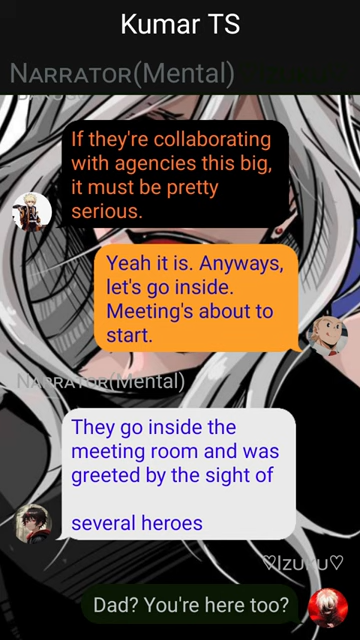 Kumar TS
Narrator(Mental)
If they're collaborating
with agencies this big,
it must be pretty
serious.
Yeah it is. Anyways,
let's go inside.
Meeting's about to
start.
Narrator(Mental)
They go inside the
meeting room and was
greeted by the sight of
several heroes
♡Izuku♡
Dad? You're here too?